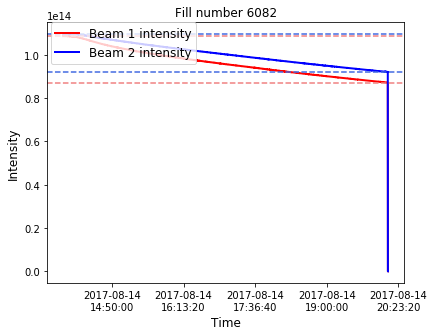 Fill number 6082
1e14
Beam 1 intensity
Beam 2 intensity
Intensity
1.0
0.8
0.6
0.4
0.2
0.0
2017-08-14
14:50:00
2017-08-14
16:13:20
2017-08-14
17:36:40
2017-08-14
19:00:00
2017-08-14
20:23:20
Time